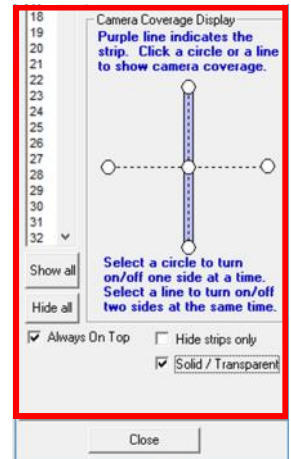 18
19
20
21
22
23
24
25
26
27
28
29
30
31
32
Camera Coverage Display
Purple line indicates the
strip. Click a circle or a line
to show camera coverage.
Select a circle to turn
on/off one side at a time.
Select a line to turn on/off
two sides at the same time.
Show all
Hide all
Always On Top
Hide strips only
Solid / Transparent
Close